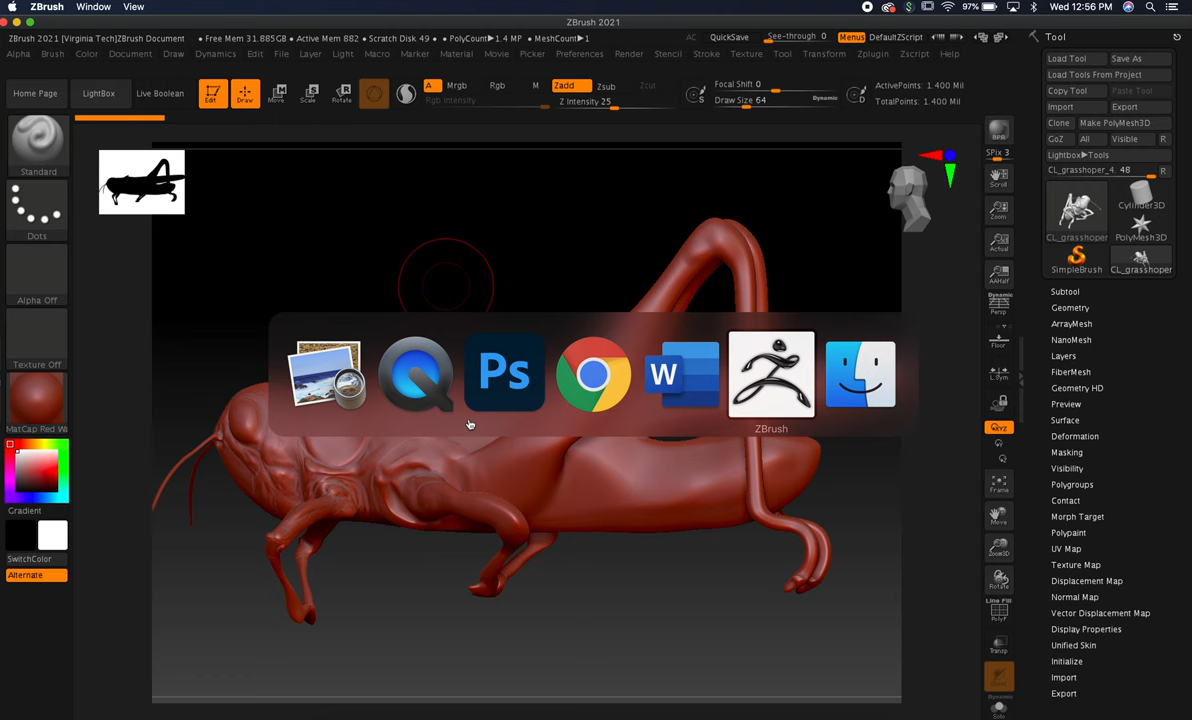 ZBrush Window View
97% Wed 12:56 PM
ZBrush 2021
ZBrush 2021 [Virginia Tech]ZBrush Document • Free Mem 31.885GB • Active Mem 882 • Scratch Disk 49 • PolyCount▶1.4 MP • MeshCount▶1
AC QuickSave See-through 0 Menus DefaultZScript
Alpha Brush Color Document Draw Dynamics Edit File Layer Light Macro Marker Material Movie Picker Preferences Render Stencil Stroke Texture Tool Transform Zplugin Zscript Help
Home Page LightBox Live Boolean Edit Draw Move Scale Rotate
A Mrgb Rgb M Zadd Zsub Zcut
Rgb Intensity Z Intensity 25
Focal Shift 0
Draw Size 64 Dynamic
ActivePoints: 1.400 Mil
TotalPoints: 1.400 Mil
S
D
Standard
Dots
Alpha Off
Texture Off
MatCap Red Wa
Gradient
SwitchColor
Alternate
Ps
W
ZBrush
BPR
SPix 3
Scroll
Zoom
Actual
AAHalf
Dynamic
Persp
Floor
L.Sym
XYZ
Frame
Move
Zoom3D
Rotate
Line Fill
PolyF
Transp
Dynamic
Solo
Tool
Load Tool Save As
Load Tools From Project
Copy Tool Paste Tool
Import Export
Clone Make PolyMesh3D
GoZ All Visible R
Lightbox▶Tools
CL_grasshoper_4. 48 R
CL_grasshoper
Cylinder3D
PolyMesh3D
SimpleBrush
CL_grasshoper
Subtool
Geometry
ArrayMesh
NanoMesh
Layers
FiberMesh
Geometry HD
Preview
Surface
Deformation
Masking
Visibility
Polygroups
Contact
Morph Target
Polypaint
UV Map
Texture Map
Displacement Map
Normal Map
Vector Displacement Map
Display Properties
Unified Skin
Initialize
Import
Export